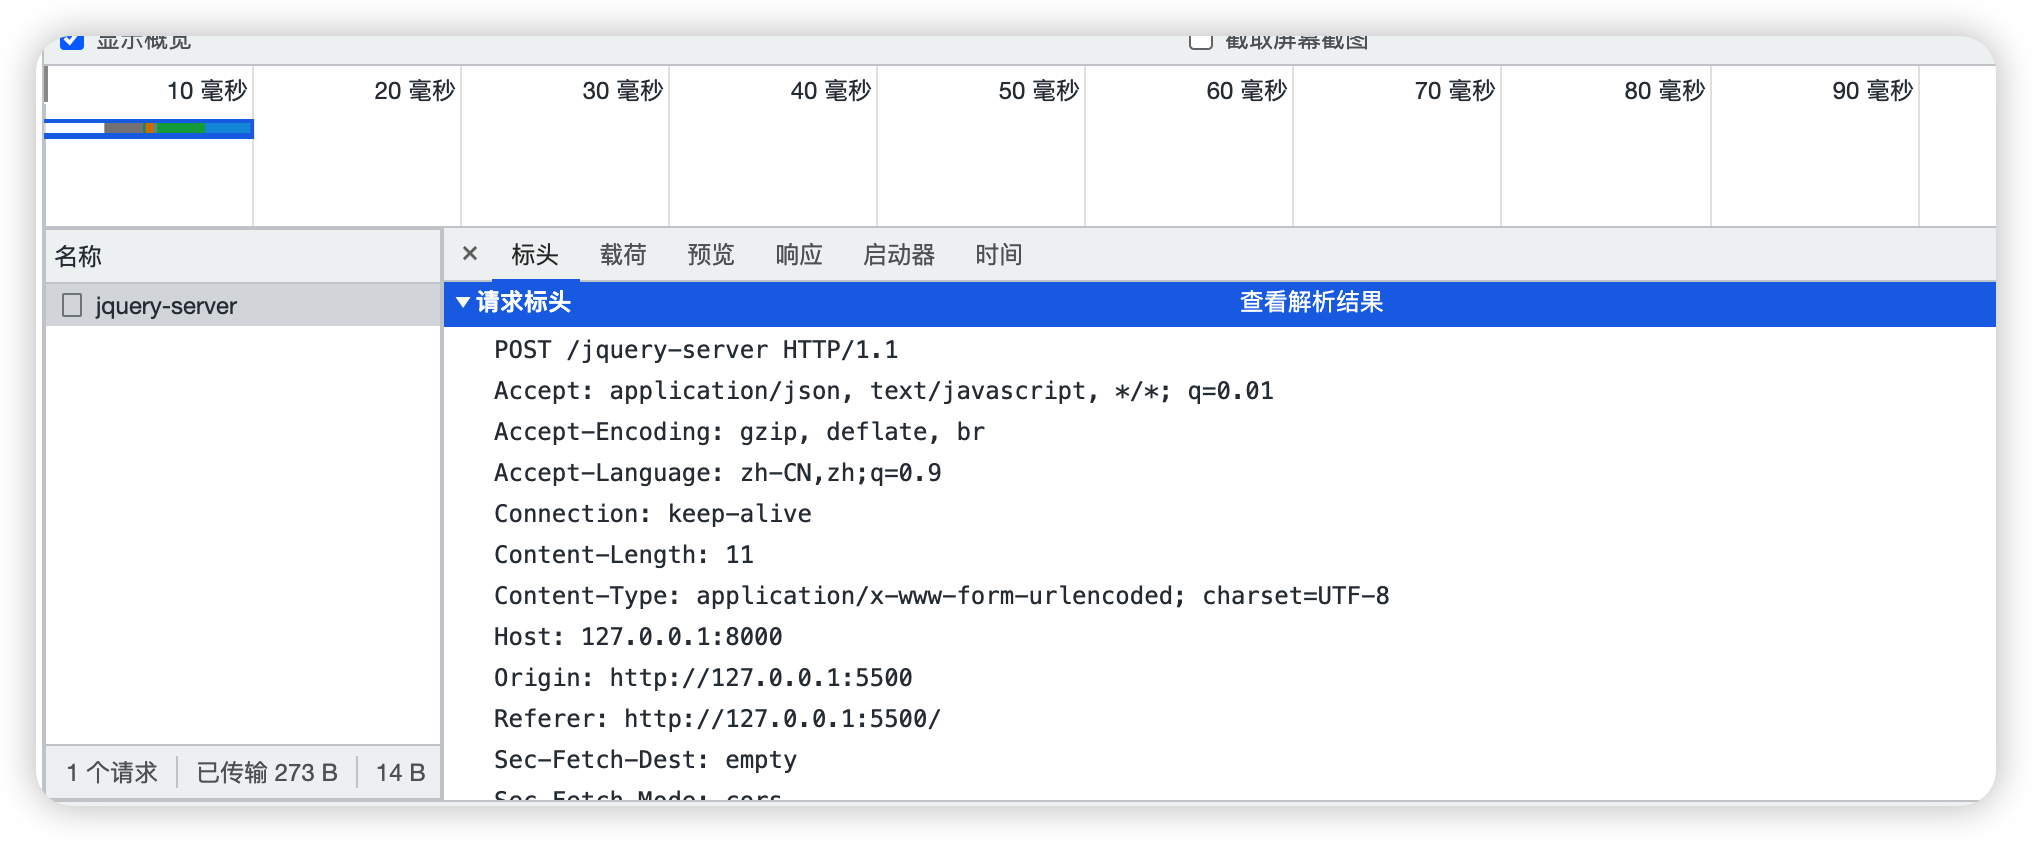 显示概览
截取屏幕截图
10 毫秒
20 毫秒
30 毫秒
40 毫秒
50 毫秒
60 毫秒
70 毫秒
80 毫秒
90 毫秒
名称
jquery-server
1 个请求
已传输 273 B
14 B
× 标头 载荷 预览 响应 启动器 时间
请求标头
查看解析结果
POST /jquery-server HTTP/1.1
Accept: application/json, text/javascript, */*; q=0.01
Accept-Encoding: gzip, deflate, br
Accept-Language: zh-CN,zh;q=0.9
Connection: keep-alive
Content-Length: 11
Content-Type: application/x-www-form-urlencoded; charset=UTF-8
Host: 127.0.0.1:8000
Origin: http://127.0.0.1:5500
Referer: http://127.0.0.1:5500/
Sec-Fetch-Dest: empty
Sec-Fetch-Mode: cors